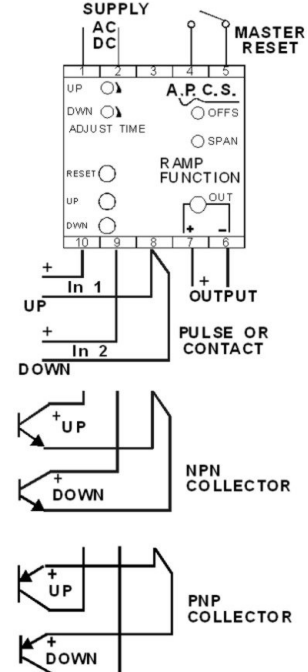 SUPPLY
AC
DC
MASTER
RESET
1 2 3 4 5
UP
A.P.C.S.
DWN
OFFS
ADJUST TIME
SPAN
RAMP
FUNCTION
RESET
OUT
UP
DWN
+ -
10 9 8 7 6
+
In 1
UP
+
OUTPUT
+
In 2
DOWN
PULSE OR
CONTACT
+
UP
+
DOWN
NPN
COLLECTOR
+
UP
+
DOWN
PNP
COLLECTOR